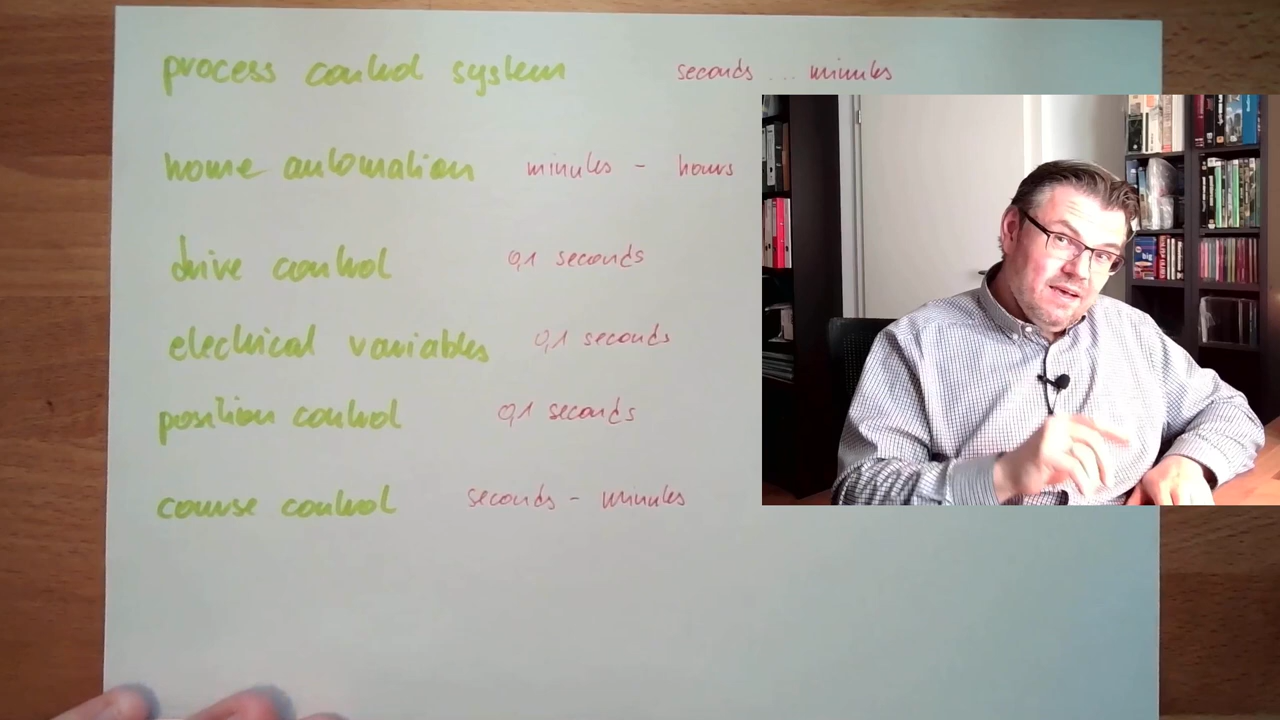 process control system seconds ... minutes
home automation minutes - hours
drive control 0,1 seconds
electrical variables 0,1 seconds
position control 0,1 seconds
course control seconds - minutes
big